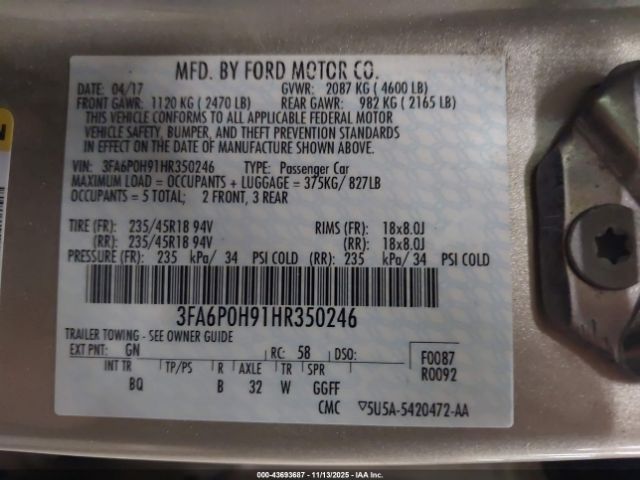 MFD. BY FORD MOTOR CO.
DATE: 04/17 GVWR: 2087 KG ( 4600 LB)
FRONT GAWR: 1120 KG ( 2470 LB) REAR GAWR: 982 KG ( 2165 LB)
THIS VEHICLE CONFORMS TO ALL APPLICABLE FEDERAL MOTOR
VEHICLE SAFETY, BUMPER, AND THEFT PREVENTION STANDARDS
IN EFFECT ON THE DATE OF MANUFACTURE SHOWN ABOVE.
VIN: 3FA6P0H91HR350246 TYPE: Passenger Car
MAXIMUM LOAD = OCCUPANTS + LUGGAGE = 375KG/ 827LB
OCCUPANTS = 5 TOTAL; 2 FRONT, 3 REAR
TIRE (FR): 235/45R18 94V RIMS (FR): 18x8.0J
(RR): 235/45R18 94V (RR): 18x8.0J
PRESSURE (FR): 235 kPa/ 34 PSI COLD (RR): 235 kPa/ 34 PSI COLD
3FA6P0H91HR350246
TRAILER TOWING - SEE OWNER GUIDE
EXT PNT: GN RC: 58 DSO: F0087
R0092
INT TR TP/PS R AXLE TR SPR
BQ B 32 W GGFF
CMC ▽5U5A-5420472-AA
3-000-43693687 - 11/13/2025 - IAA Inc.